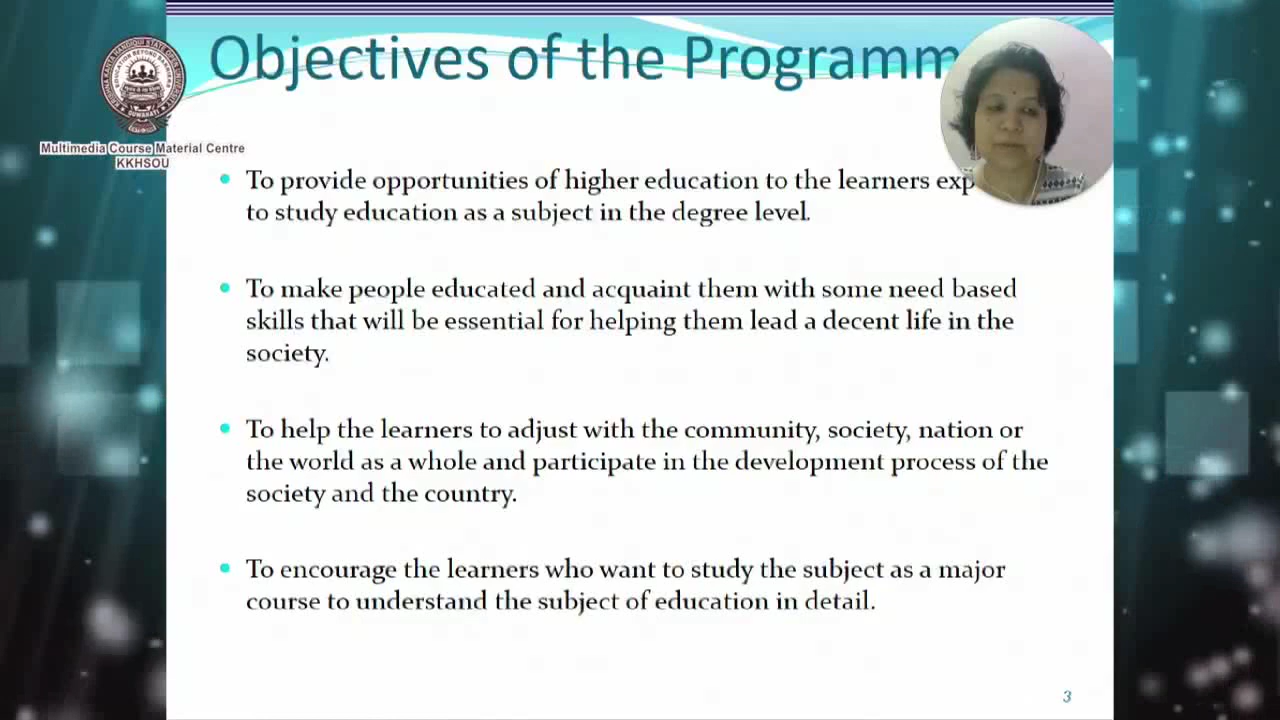 Objectives of the Programm
Multimedia Course Material Centre
KKHSOU
• To provide opportunities of higher education to the learners exp
to study education as a subject in the degree level.
• To make people educated and acquaint them with some need based
skills that will be essential for helping them lead a decent life in the
society.
• To help the learners to adjust with the community, society, nation or
the world as a whole and participate in the development process of the
society and the country.
• To encourage the learners who want to study the subject as a major
course to understand the subject of education in detail.
3